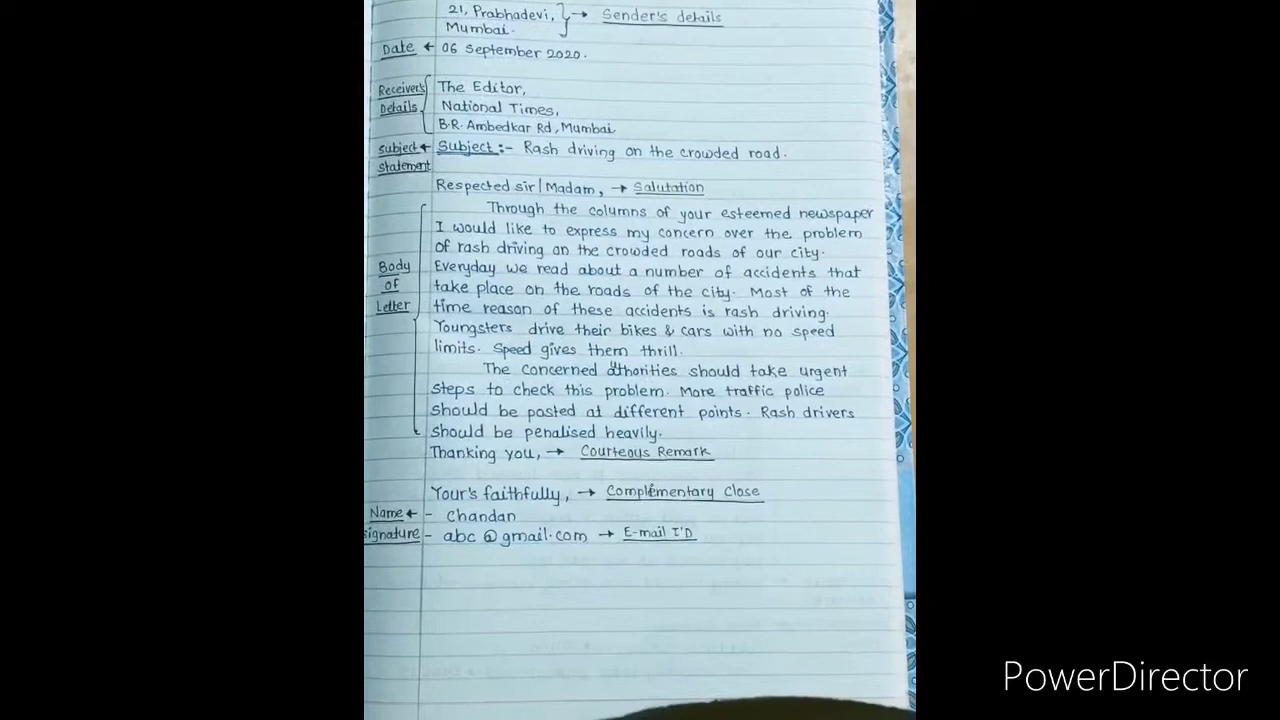 21, Prabhadevi, → Sender's details
Mumbai.
Date ← 06 September 2020.
Receiver's The Editor,
Details National Times,
B.R. Ambedkar Rd, Mumbai
Subject ← Subject :- Rash driving on the crowded road.
statement
Respected sir/Madam, → Salutation
Through the columns of your esteemed newspaper
I would like to express my concern over the problem
of rash driving on the crowded roads of our city.
Body Everyday we read about a number of accidents that
of take place on the roads of the city. Most of the
Letter time reason of these accidents is rash driving.
Youngsters drive their bikes & cars with no speed
limits. Speed gives them thrill.
The concerned authorities should take urgent
steps to check this problem. More traffic police
should be posted at different points. Rash drivers
should be penalised heavily.
Thanking you, → Courteous Remark
Your's faithfully, → Complementary Close
Name ← - Chandan
signature - abc@gmail.com → E-mail I'D
PowerDirector